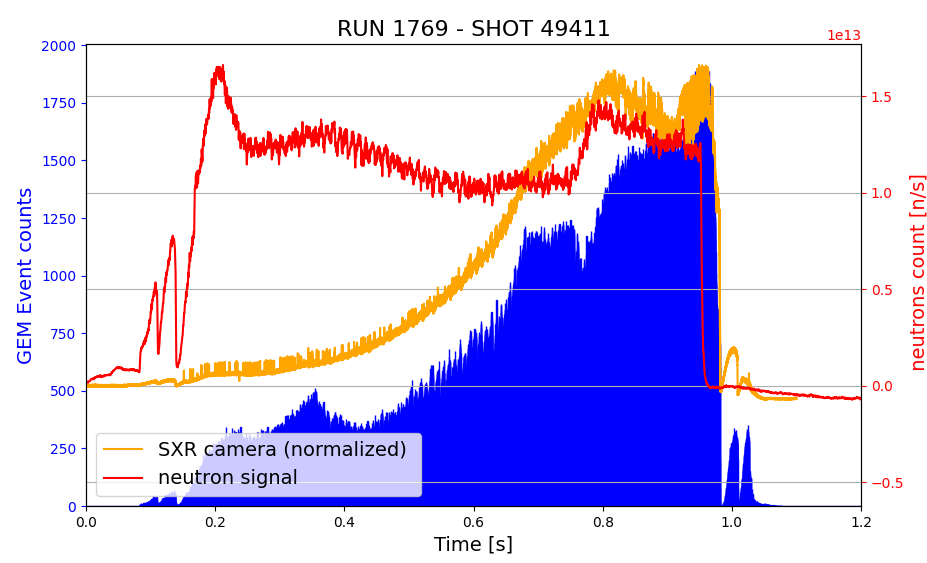 RUN 1769 - SHOT 49411
1e13
2000
1750
1500
1250
1000
750
500
250
0
GEM Event counts
1.5
1.0
0.5
0.0
−0.5
neutrons count [n/s]
SXR camera (normalized)
neutron signal
0.0 0.2 0.4 0.6 0.8 1.0 1.2
Time [s]